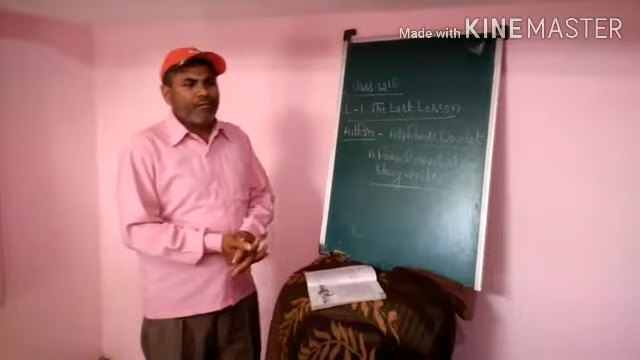 Made with KINEMASTER
Class-12th
L-1 The Last Lesson
Author - Alphonse Daudet
A French novelist
story writer